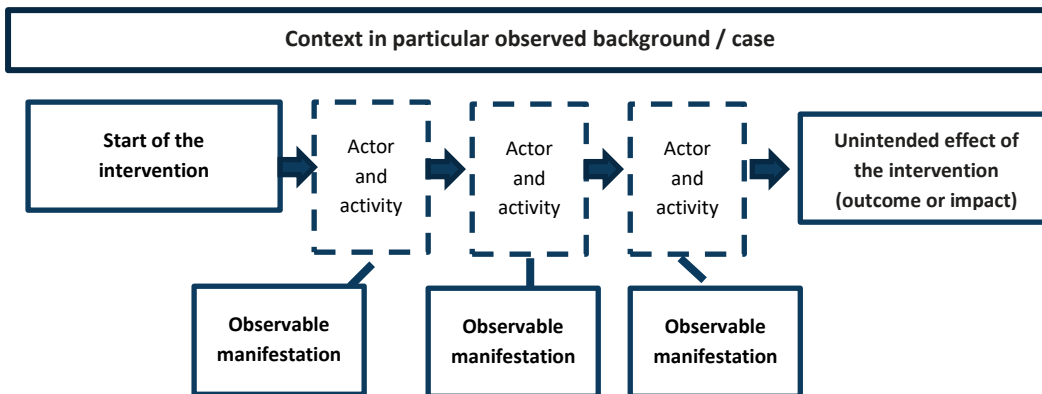 Context in particular observed background / case
Start of the
intervention
Actor
and
activity
Actor
and
activity
Actor
and
activity
Unintended effect of
the intervention
(outcome or impact)
Observable
manifestation
Observable
manifestation
Observable
manifestation